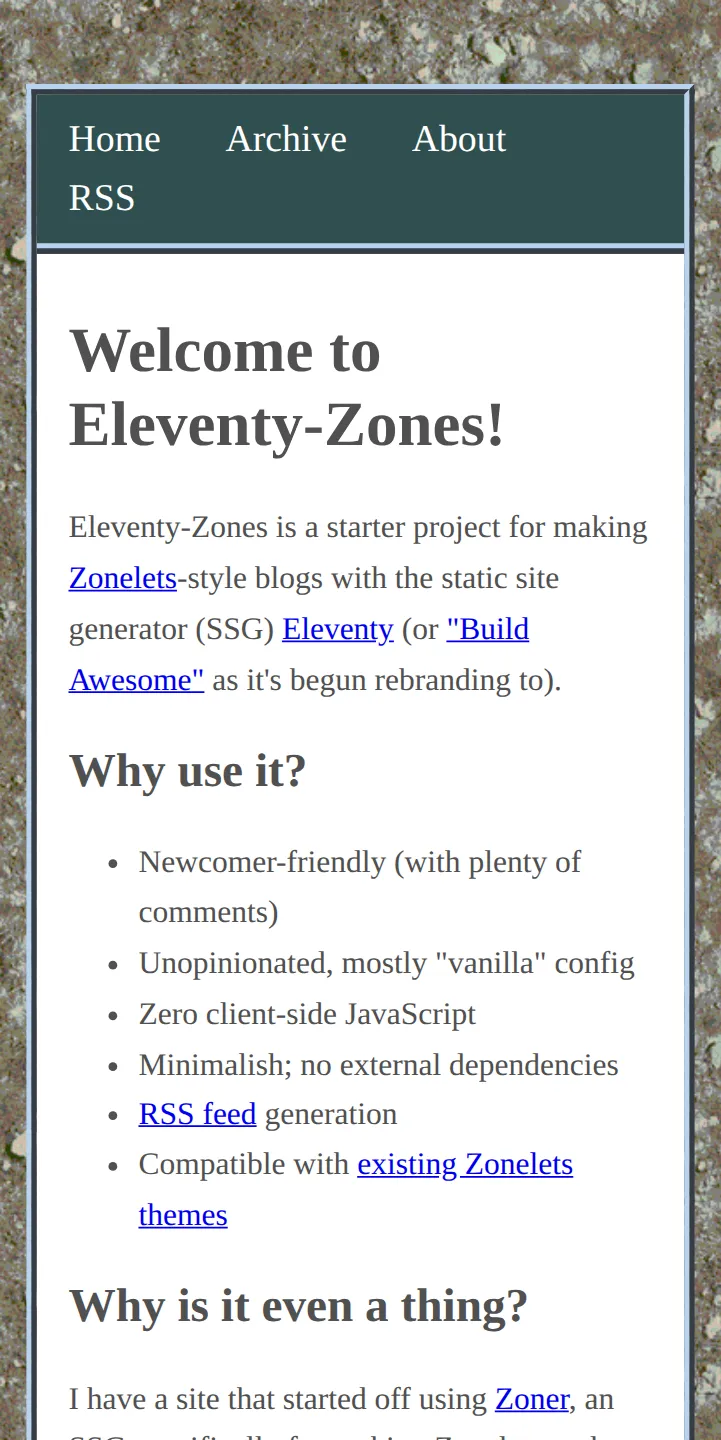 Home Archive About
RSS
Welcome to
Eleventy-Zones!
Eleventy-Zones is a starter project for making
Zonelets-style blogs with the static site
generator (SSG) Eleventy (or "Build
Awesome" as it's begun rebranding to).
Why use it?
• Newcomer-friendly (with plenty of
comments)
• Unopinionated, mostly "vanilla" config
• Zero client-side JavaScript
• Minimalish; no external dependencies
• RSS feed generation
• Compatible with existing Zonelets
themes
Why is it even a thing?
I have a site that started off using Zoner, an